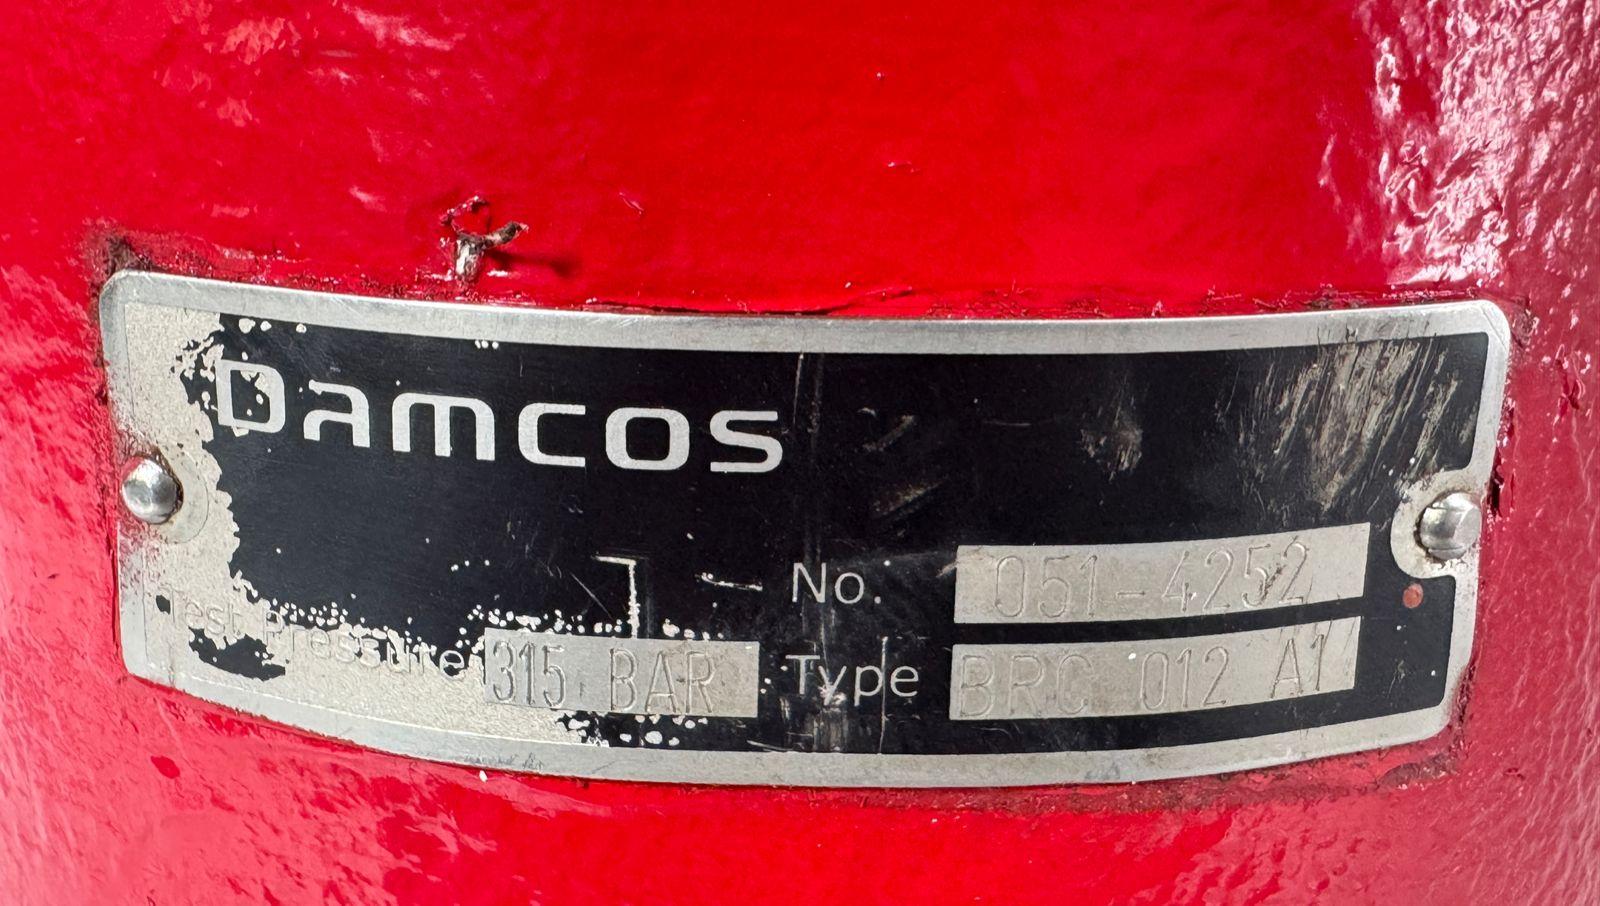 Damcos
No. 051-4252
Test Pressure 315 BAR Type BRC 012 A1